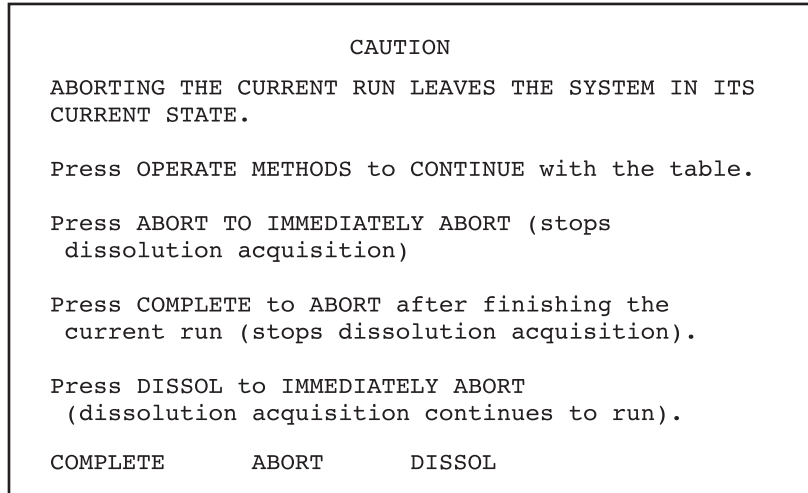 CAUTION
ABORTING THE CURRENT RUN LEAVES THE SYSTEM IN ITS
CURRENT STATE.
Press OPERATE METHODS to CONTINUE with the table.
Press ABORT TO IMMEDIATELY ABORT (stops
dissolution acquisition)
Press COMPLETE to ABORT after finishing the
current run (stops dissolution acquisition).
Press DISSOL to IMMEDIATELY ABORT
(dissolution acquisition continues to run).
COMPLETE ABORT DISSOL